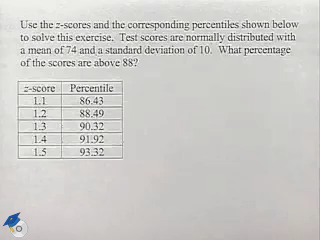 Use the z-scores and the corresponding percentiles shown below
to solve this exercise. Test scores are normally distributed with
a mean of 74 and a standard deviation of 10. What percentage
of the scores are above 88?
z-score Percentile
1.1 86.43
1.2 88.49
1.3 90.32
1.4 91.92
1.5 93.32